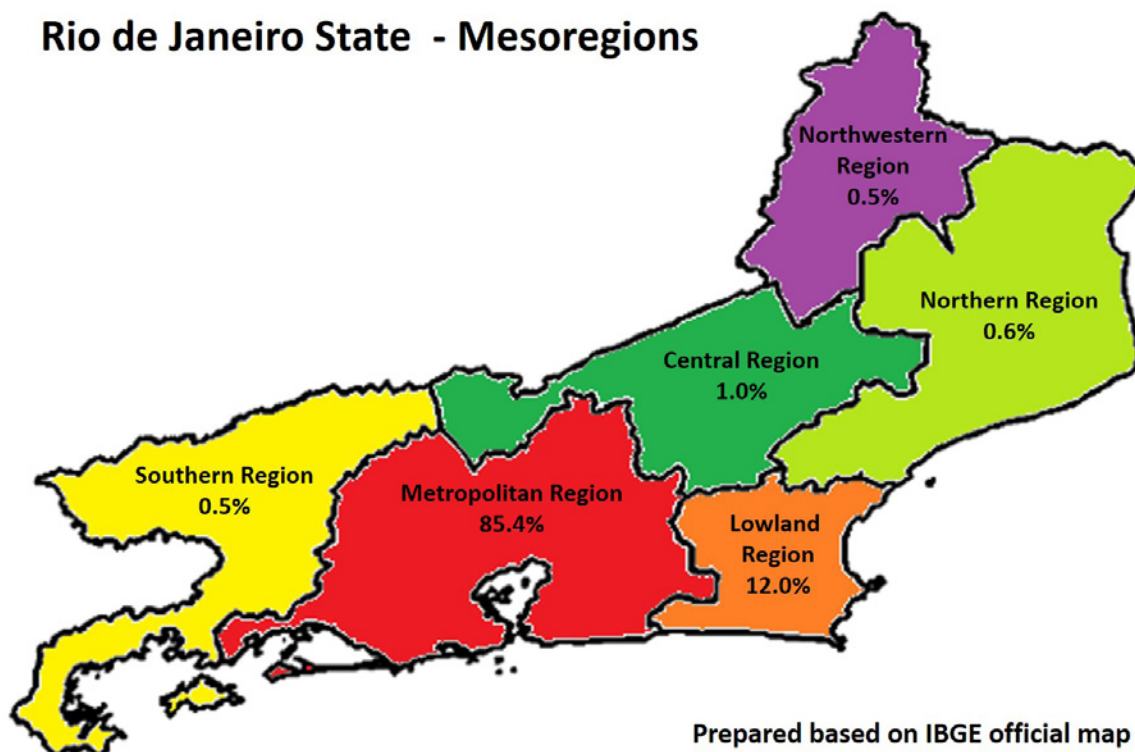 Rio de Janeiro State - Mesoregions
Northwestern
Region
0.5%
Northern Region
0.6%
Central Region
1.0%
Southern Region
0.5%
Metropolitan Region
85.4%
Lowland
Region
12.0%
Prepared based on IBGE official map